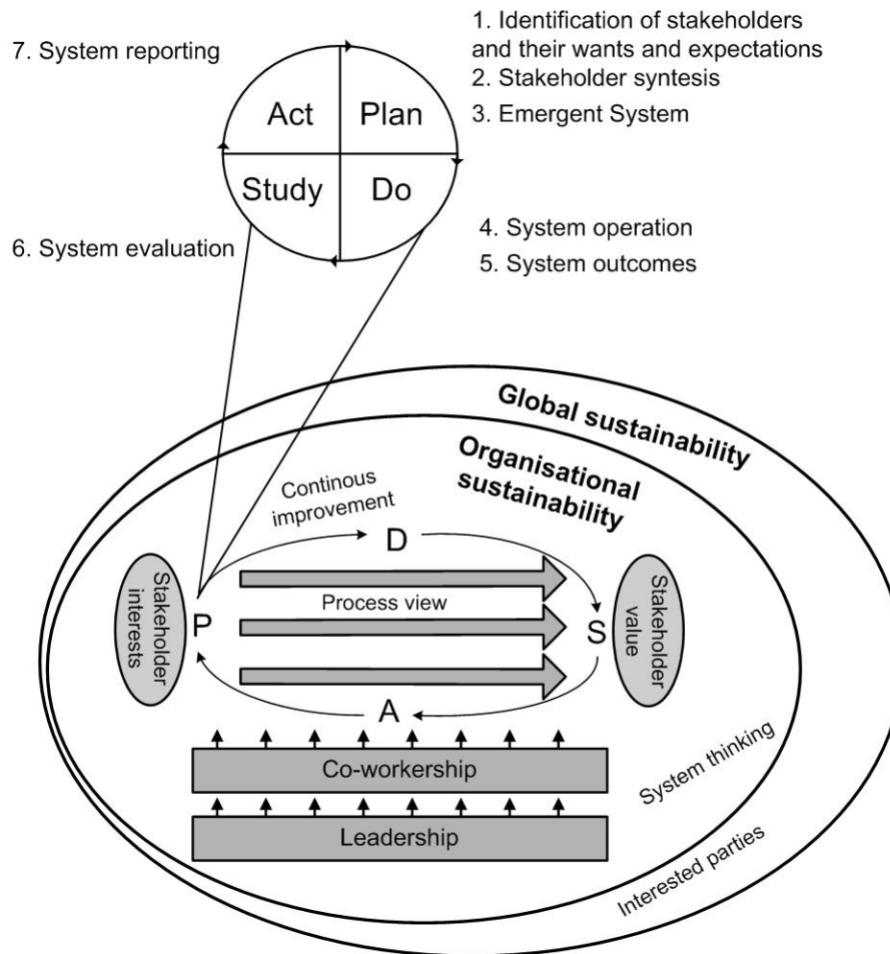 7. System reporting
1. Identification of stakeholders
and their wants and expectations
2. Stakeholder syntesis
3. Emergent System
Act
Plan
Study
Do
6. System evaluation
4. System operation
5. System outcomes
Global sustainability
Organisational
sustainability
Continous
improvement
D
Stakeholder
interests
P
Process view
S
Stakeholder
value
A
Co-workership
Leadership
System thinking
Interested parties